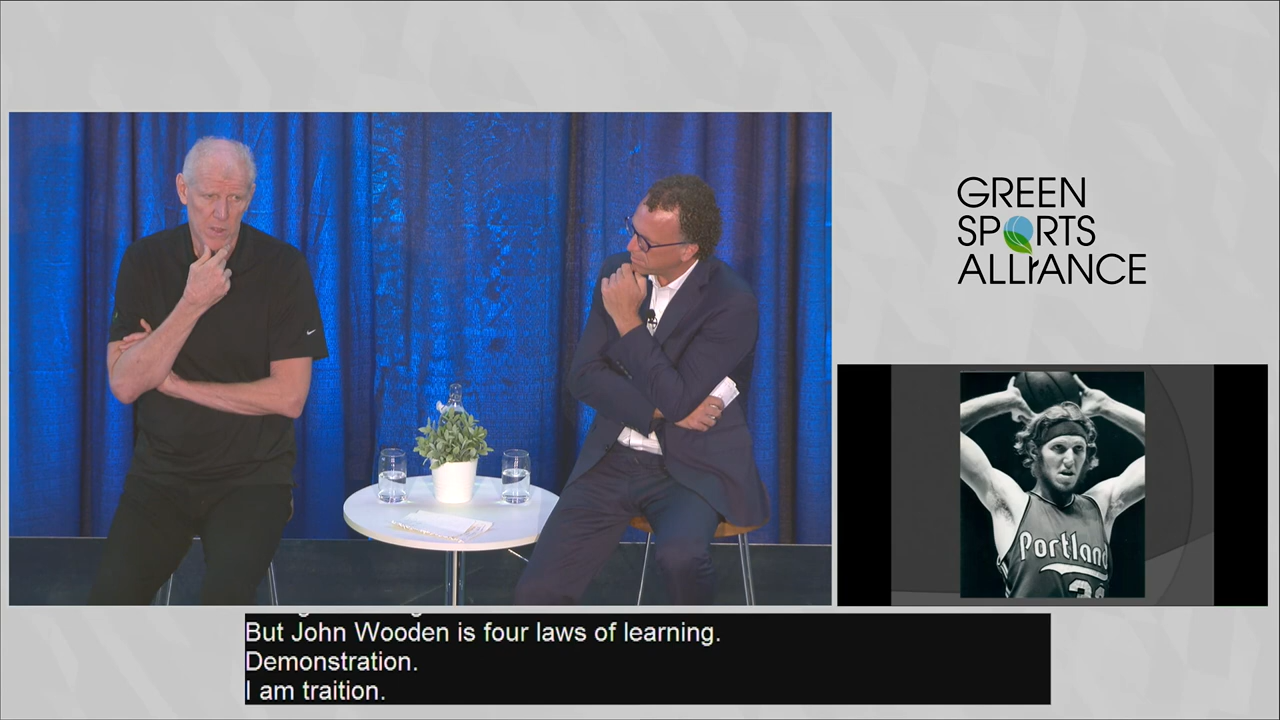 GREEN
SPORTS
ALLIANCE
Portland
But John Wooden is four laws of learning.
Demonstration.
I am traition.